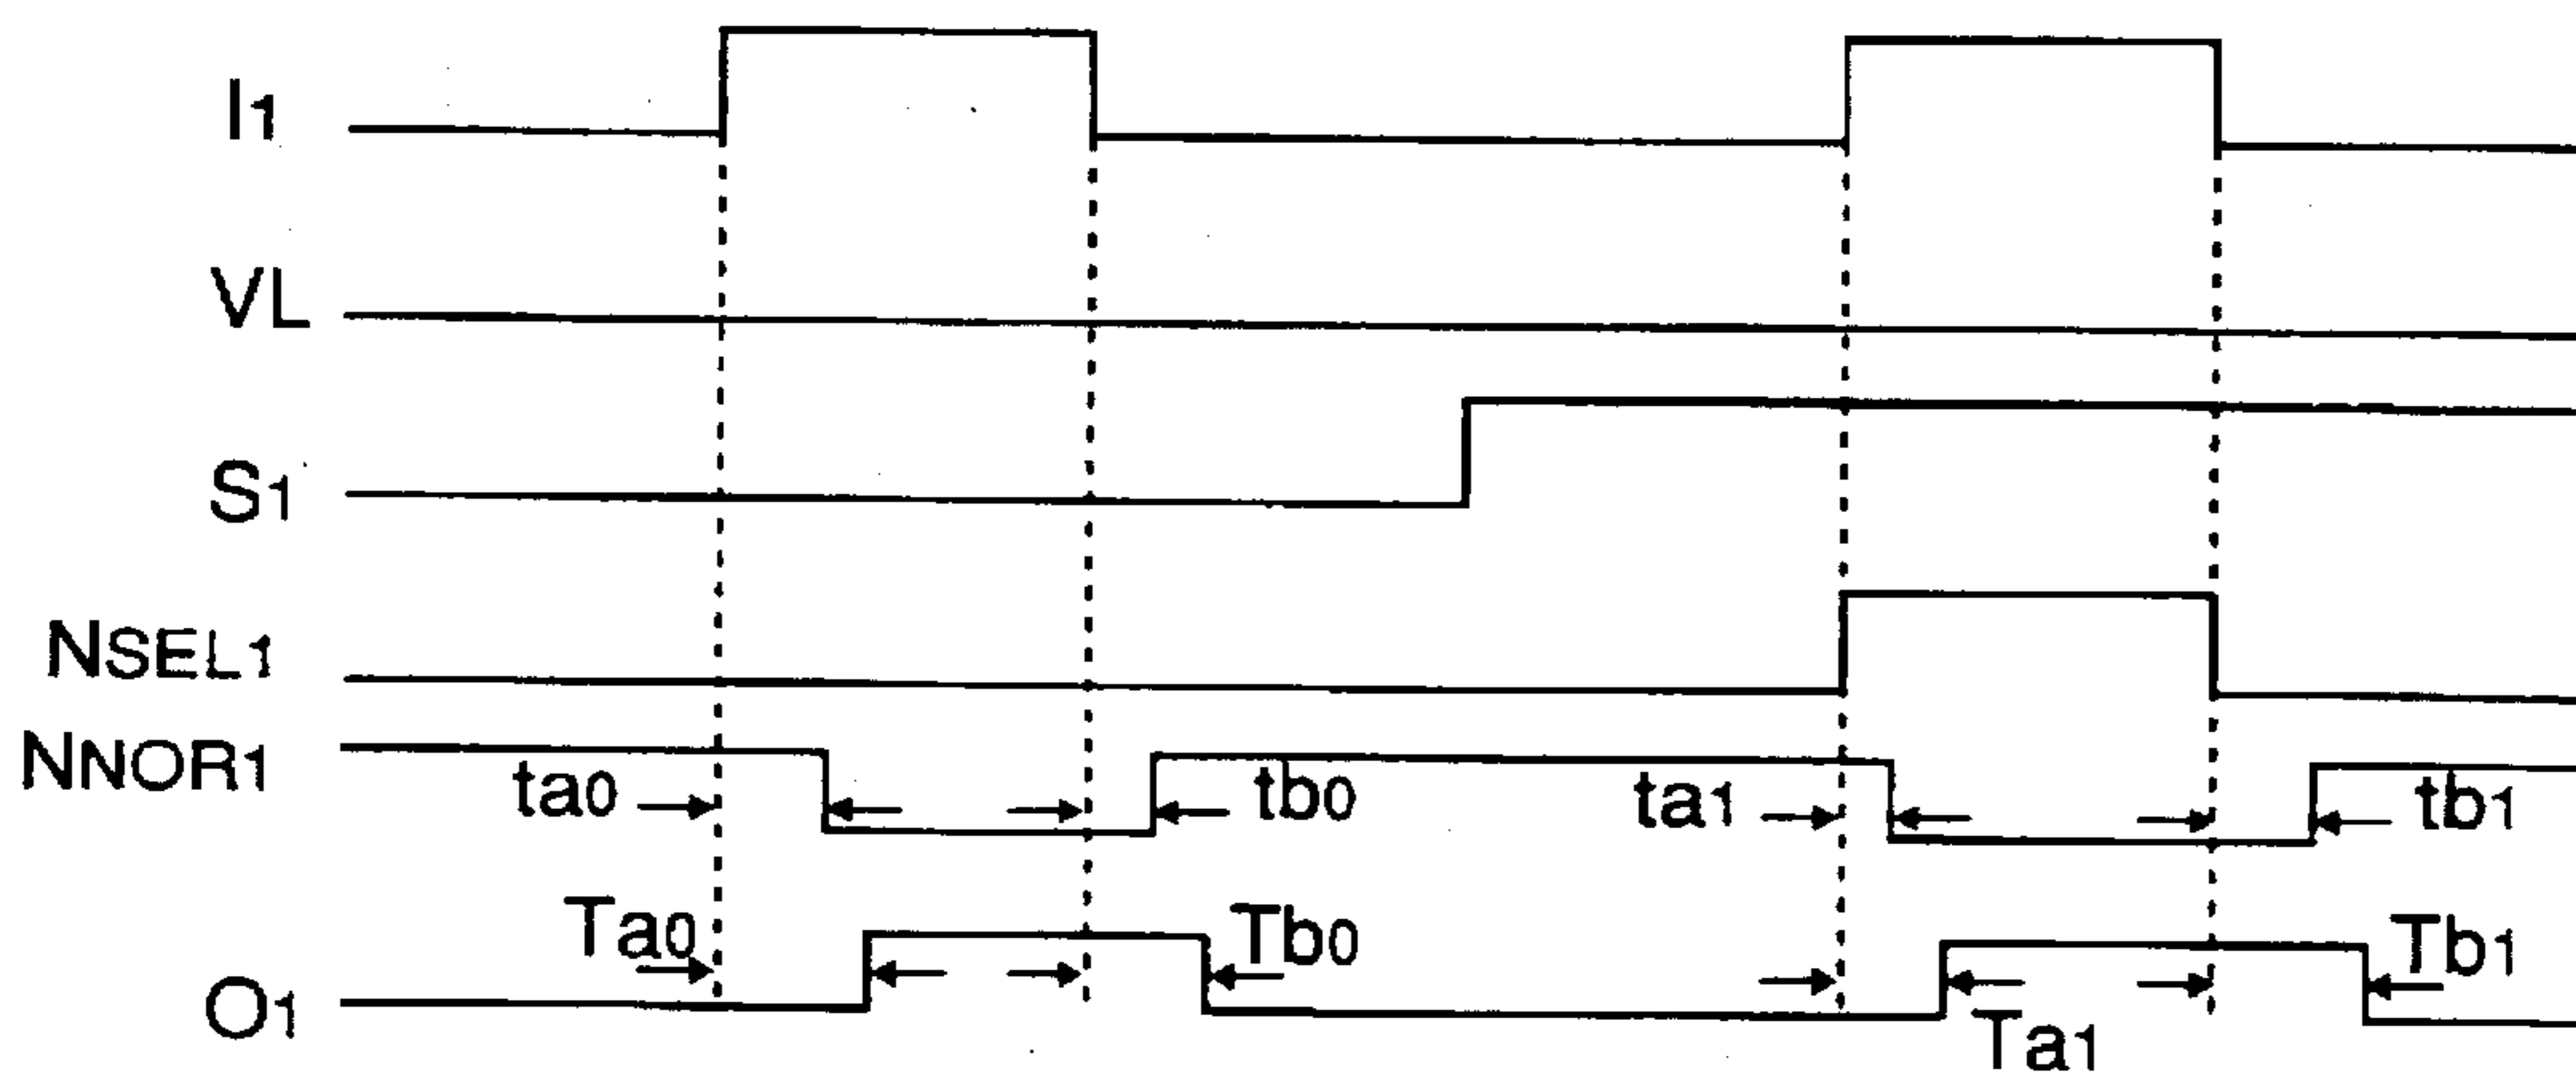 I1
VL
S1
NSEL1
NNOR1
ta0 tb0 ta1 tb1
Ta0 Tb0 Tb1
O1
Ta1